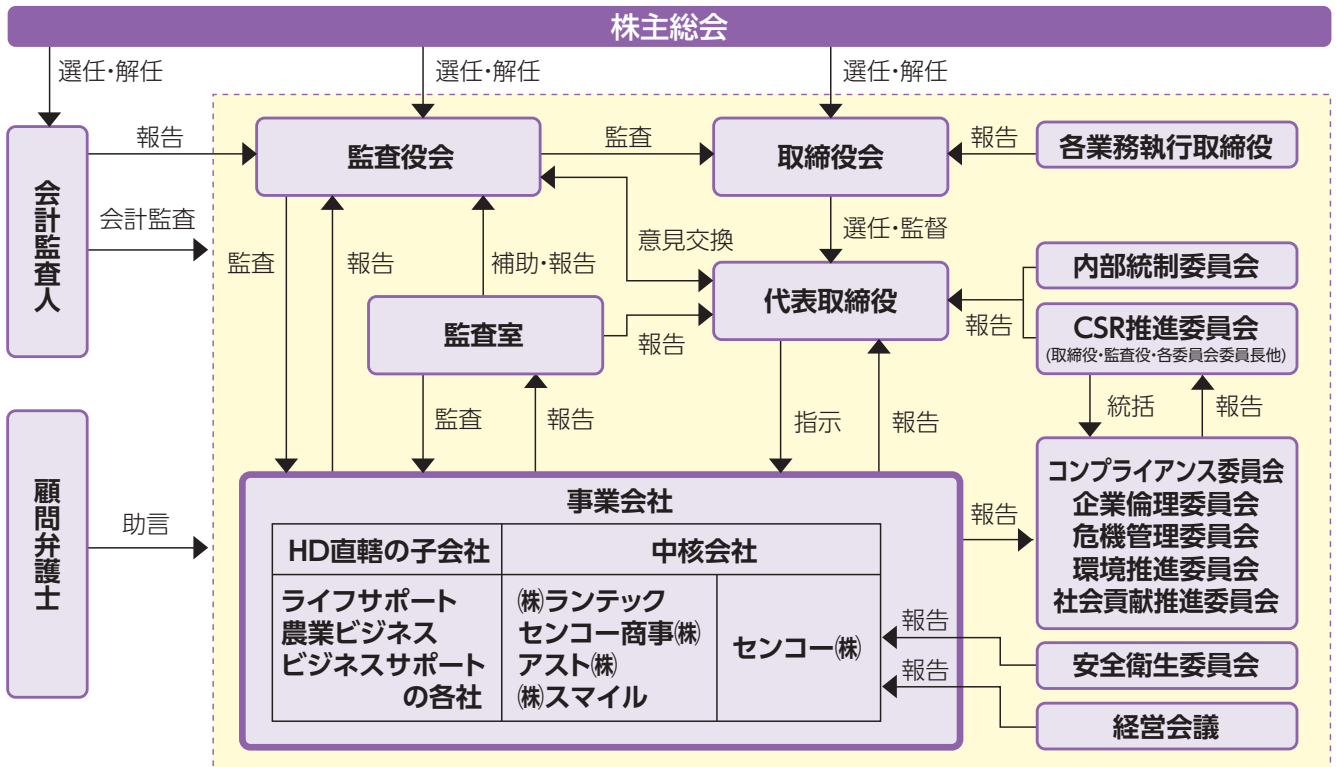 株主総会
選任・解任
選任・解任
選任・解任
会計監査人
報告
監査役会
監査
取締役会
報告
各業務執行取締役
会計監査
監査
報告
補助・報告
意見交換
選任・監督
内部統制委員会
監査室
報告
代表取締役
報告
CSR推進委員会
(取締役・監査役・各委員会委員長他)
監査
報告
指示
報告
統括
報告
顧問弁護士
助言
事業会社
HD直轄の子会社
中核会社
ライフサポート
農業ビジネス
ビジネスサポート
の各社
㈱ランテック
センコー商事㈱
アスト㈱
㈱スマイル
センコー㈱
報告
コンプライアンス委員会
企業倫理委員会
危機管理委員会
環境推進委員会
社会貢献推進委員会
報告
安全衛生委員会
報告
経営会議